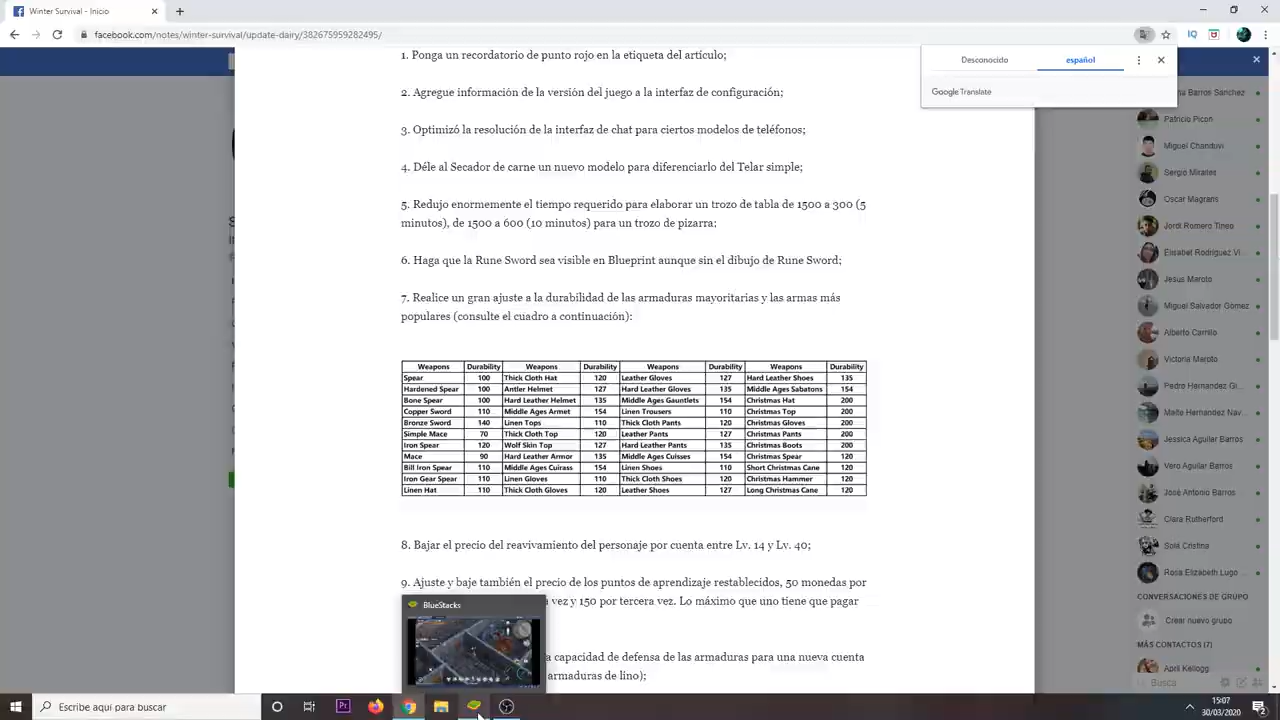 Winter Survival - Inicio
facebook.com/notes/winter-survival/update-dairy/382675959282495/
Desconocido
español
Google Translate
1. Ponga un recordatorio de punto rojo en la etiqueta del artículo;
2. Agregue información de la versión del juego a la interfaz de configuración;
3. Optimizó la resolución de la interfaz de chat para ciertos modelos de teléfonos;
4. Déle al Secador de carne un nuevo modelo para diferenciarlo del Telar simple;
5. Redujo enormemente el tiempo requerido para elaborar un trozo de tabla de 1500 a 300 (5
minutos), de 1500 a 600 (10 minutos) para un trozo de pizarra;
6. Haga que la Rune Sword sea visible en Blueprint aunque sin el dibujo de Rune Sword;
7. Realice un gran ajuste a la durabilidad de las armaduras mayoritarias y las armas más
populares (consulte el cuadro a continuación):
Weapons Durability Weapons Durability Weapons Durability Weapons Durability
Spear 100 Thick Cloth Hat 120 Leather Gloves 127 Hard Leather Shoes 135
Hardened Spear 100 Antler Helmet 127 Hard Leather Gloves 135 Middle Ages Sabatons 154
Bone Spear 100 Hard Leather Helmet 135 Middle Ages Gauntlets 154 Christmas Hat 200
Copper Sword 110 Middle Ages Armet 154 Linen Trousers 110 Christmas Top 200
Bronze Sword 140 Linen Tops 110 Thick Cloth Pants 120 Christmas Gloves 200
Simple Mace 70 Thick Cloth Top 120 Leather Pants 127 Christmas Pants 200
Iron Spear 120 Wolf Skin Top 127 Hard Leather Pants 135 Christmas Boots 200
Mace 90 Hard Leather Armor 135 Middle Ages Cuisses 154 Christmas Spear 120
Bill Iron Spear 110 Middle Ages Cuirass 154 Linen Shoes 110 Short Christmas Cane 120
Iron Gear Spear 110 Linen Gloves 110 Thick Cloth Shoes 120 Christmas Hammer 120
Linen Hat 110 Thick Cloth Gloves 120 Leather Shoes 127 Long Christmas Cane 120
8. Bajar el precio del reavivamiento del personaje por cuenta entre Lv. 14 y Lv. 40;
9. Ajuste y baje también el precio de los puntos de aprendizaje restablecidos, 50 monedas por
vez y 150 por tercera vez. Lo máximo que uno tiene que pagar
capacidad de defensa de las armaduras para una nueva cuenta
armaduras de lino);
BlueStacks
Barros Sanchez
Patricio Picon
Miguel Chanduvi
Sergio Miralles
Oscar Magrans
Jordi Romero Tineo
Elisabet Rodriguez Vi...
Jesus Maroto
Miguel Salvador Gómez
Alberto Carrillo
Victoria Maroto
Pedro Hernandez Gi...
Maite Hernandez Nav...
Jessica Aguilar Barros
Vero Aguilar Barros
José Antonio Barros
Clara Rutherford
Solé Cristina
Rosa Elizabeth Lugo ...
CONVERSACIONES DE GRUPO
Crear nuevo grupo
MÁS CONTACTOS (7)
April Kellogg
Busca
Escribe aquí para buscar
15:07
30/03/2020
2